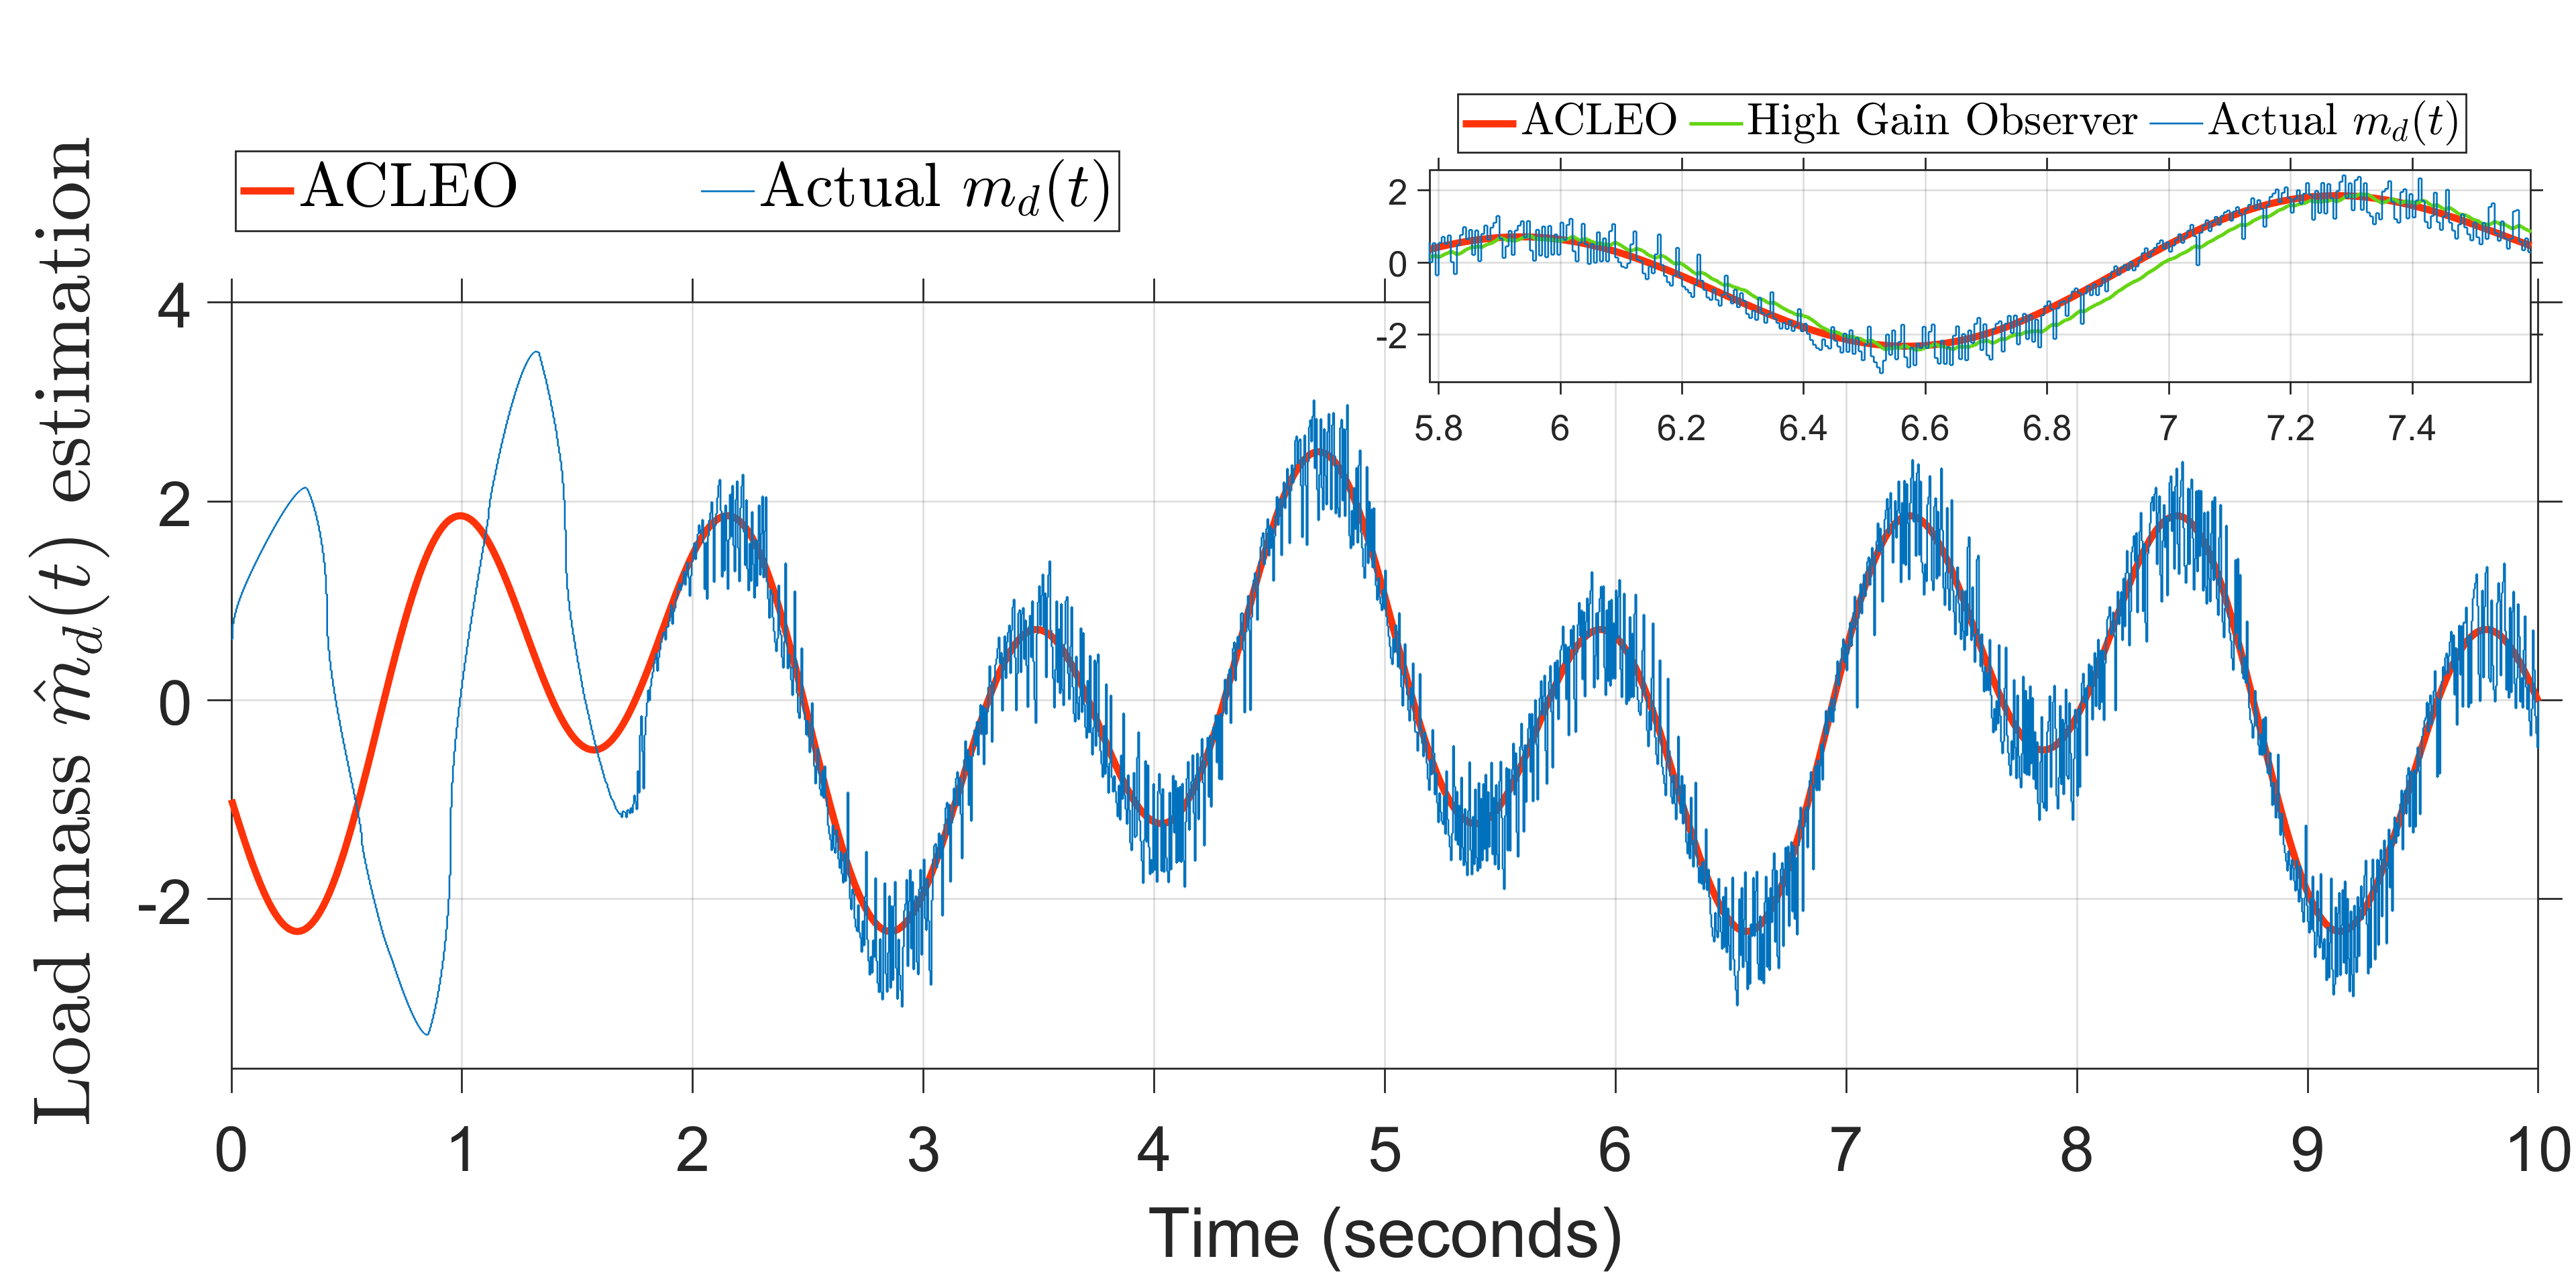 ACLEO High Gain Observer Actual m_d(t)
ACLEO Actual m_d(t)
2
0
-2
5.8 6 6.2 6.4 6.6 6.8 7 7.2 7.4
Load mass m̂_d(t) estimation
4
2
0
-2
0 1 2 3 4 5 6 7 8 9 10
Time (seconds)